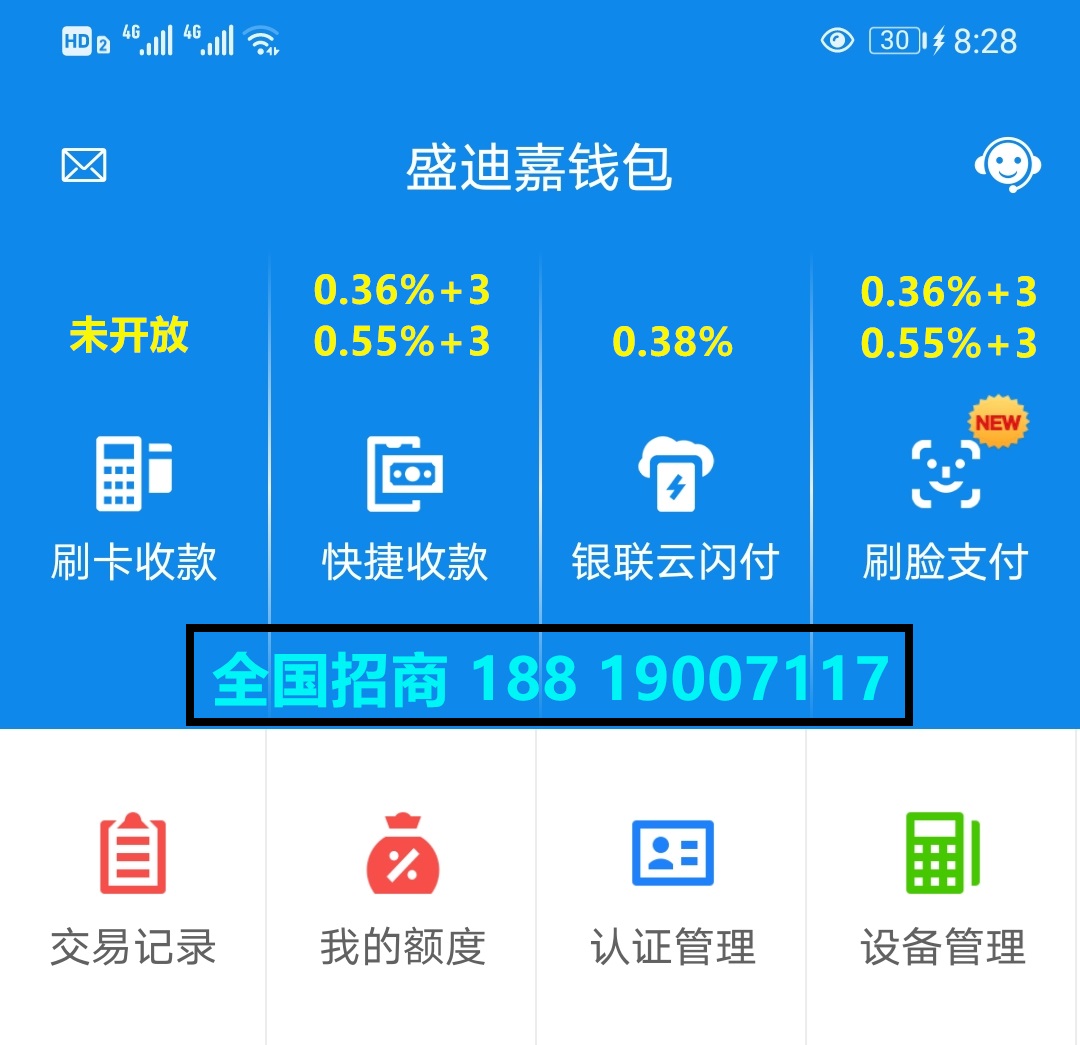 HD 2 4G 4G 30 8:28
盛迪嘉钱包
未开放
0.36%+3
0.55%+3
0.38%
0.36%+3
0.55%+3
NEW
刷卡收款
快捷收款
银联云闪付
刷脸支付
全国招商 188 19007117
交易记录
我的额度
认证管理
设备管理